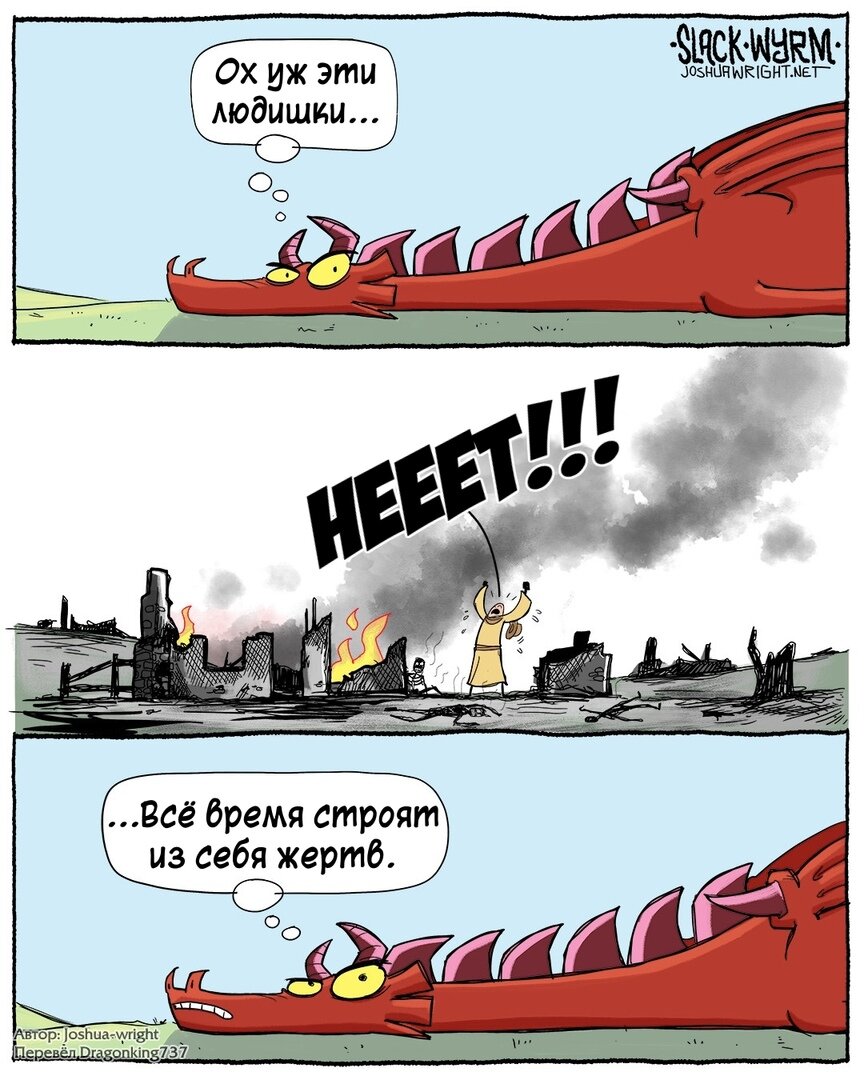 ·SLACK·WYRM·
JOSHUAWRIGHT.NET
Ох уж эти
людишки...
НЕЕЕТ!!!
...Всё время строят
из себя жертв.
Автор: Joshua-wright
Перевёл Dragonking737